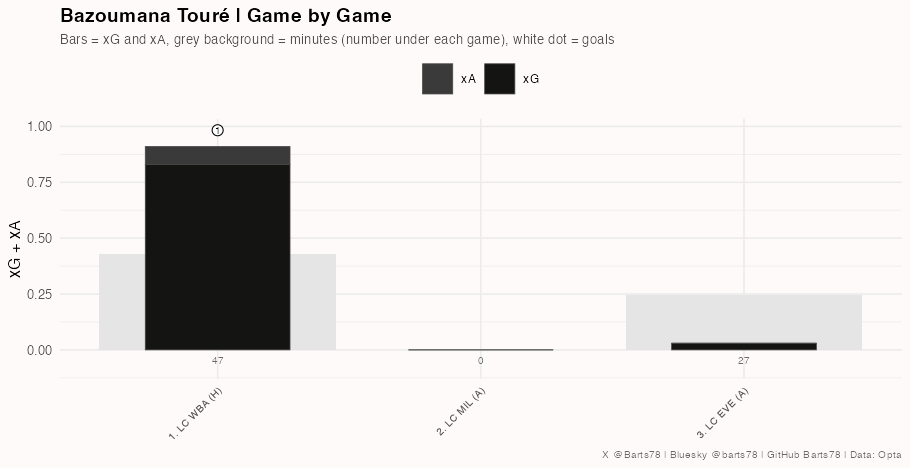 Bazoumana Touré | Game by Game
Bars = xG and xA, grey background = minutes (number under each game), white dot = goals
xA xG
xG + xA
1.00
0.75
0.50
0.25
0.00
1
47 0 27
1. LC WBA (H)
2. LC MIL (A)
3. LC EVE (A)
X @Barts78 | Bluesky @barts78 | GitHub Barts78 | Data: Opta